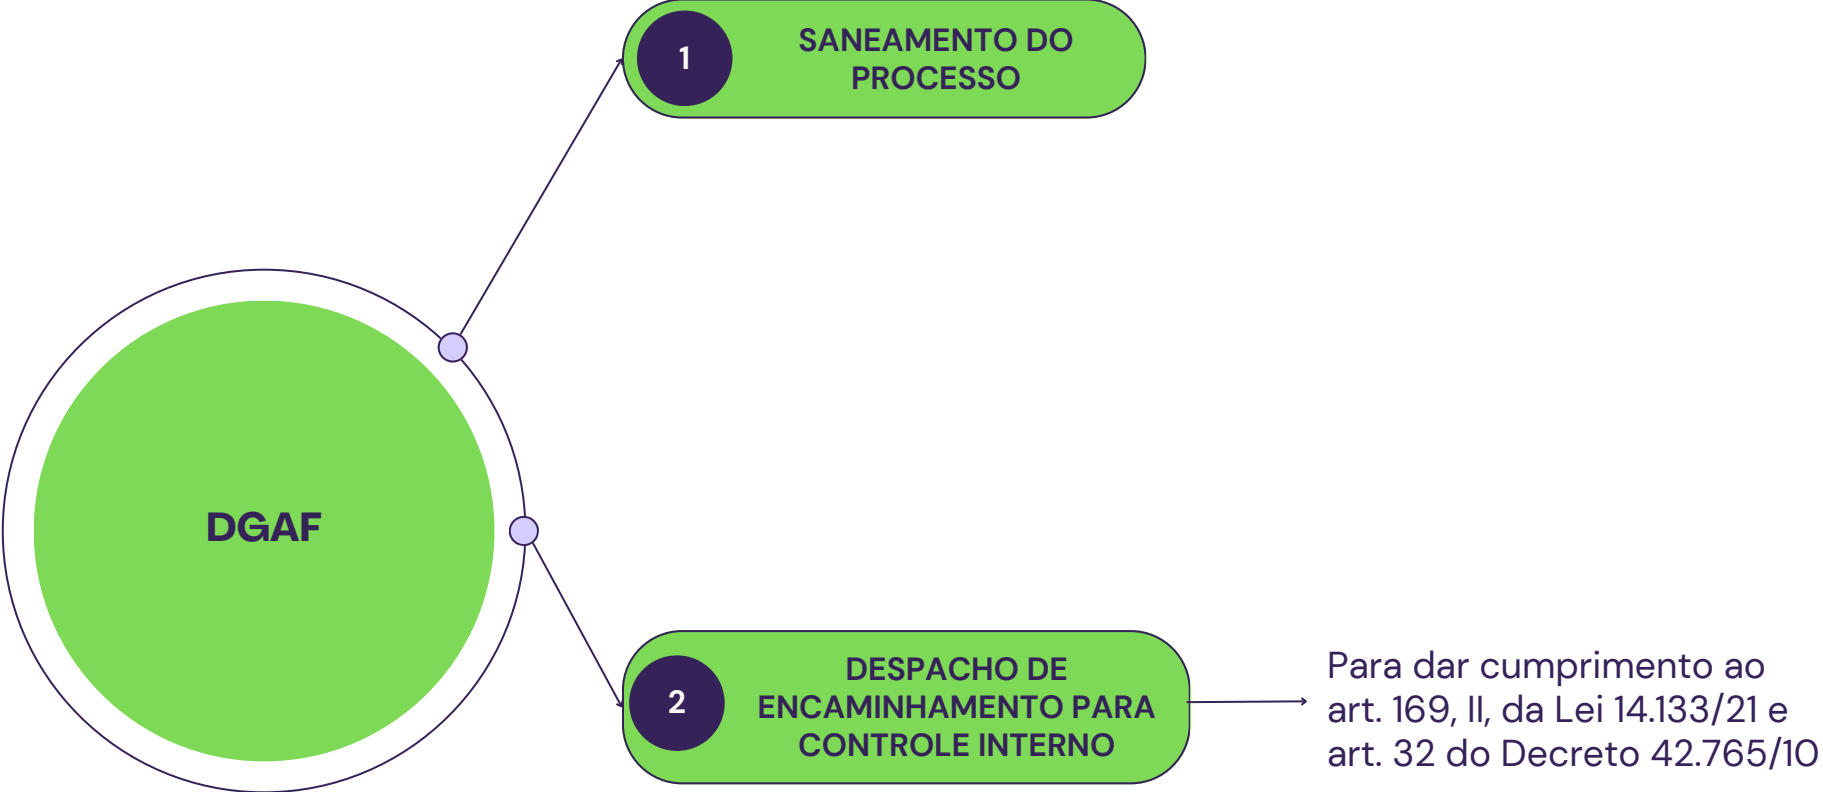 1
SANEAMENTO DO
PROCESSO
DGAF
2
DESPACHO DE
ENCAMINHAMENTO PARA
CONTROLE INTERNO
Para dar cumprimento ao
art. 169, II, da Lei 14.133/21 e
art. 32 do Decreto 42.765/10